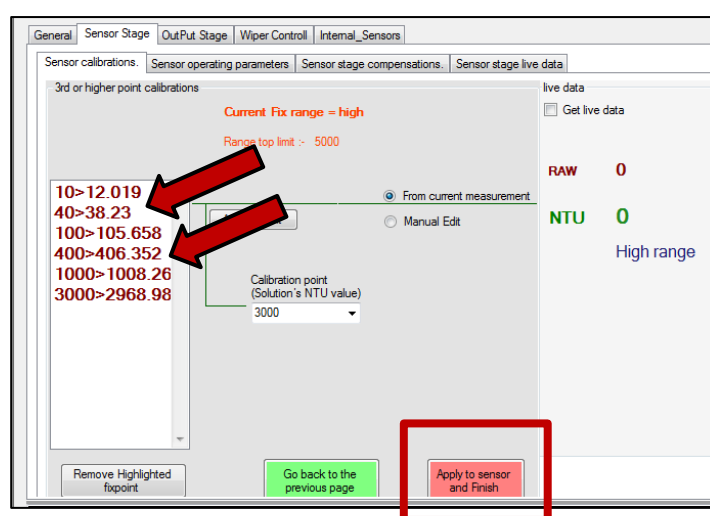 General Sensor Stage OutPut Stage Wiper Controll Internal_Sensors
Sensor calibrations. Sensor operating parameters Sensor stage compensations. Sensor stage live data
3rd or higher point calibrations
Current Fix range = high
Range top limit :- 5000
10>12.019
40>38.23
100>105.658
400>406.352
1000>1008.26
3000>2968.98
From current measurement
Manual Edit
Calibration point
(Solution's NTU value)
3000
Remove Highlighted
fixpoint
Go back to the
previous page
Apply to sensor
and Finish
live data
Get live data
RAW 0
NTU 0
High range